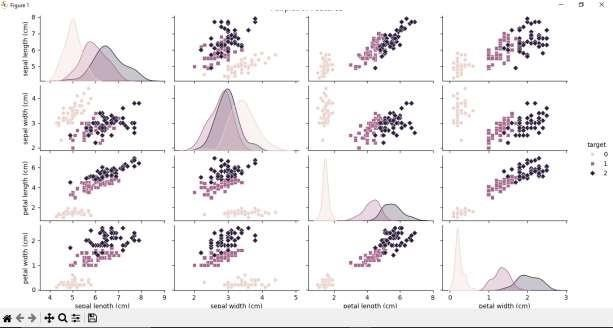 Figure 1
8
7
6
5
sepal length (cm)
4
3
2
sepal width (cm)
6
4
2
petal length (cm)
2
1
0
petal width (cm)
target
0
1
2
4 5 6 7 8 9
sepal length (cm)
2 3 4 5
sepal width (cm)
2 4 6 8
petal length (cm)
0 1 2 3
petal width (cm)